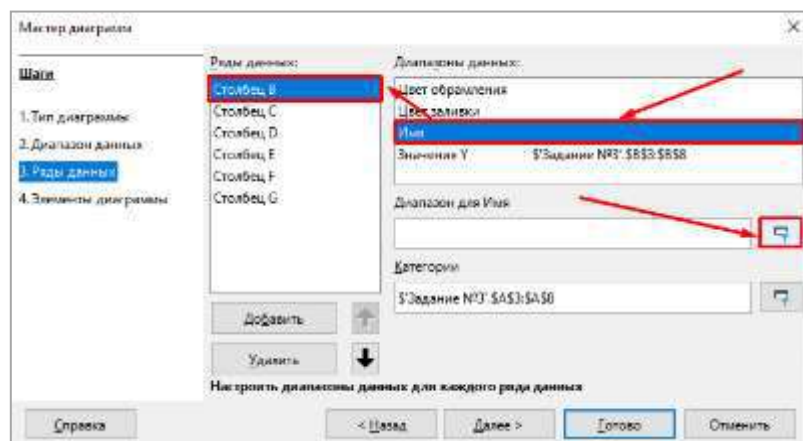 Мастер диаграмм
Шаги
1. Тип диаграммы
2. Диапазон данных
3. Ряды данных
4. Элементы диаграммы
Ряды данных:
Столбец B
Столбец C
Столбец D
Столбец E
Столбец F
Столбец G
Добавить
Удалить
Диапазоны данных:
Цвет обрамления
Цвет заливки
Имя
Значение Y $'Задание №3'.$B$3:$B$8
Диапазон для Имя
Категории
$'Задание №3'.$A$3:$A$8
Настроить диапазоны данных для каждого ряда данных
Справка
< Назад
Далее >
Готово
Отменить